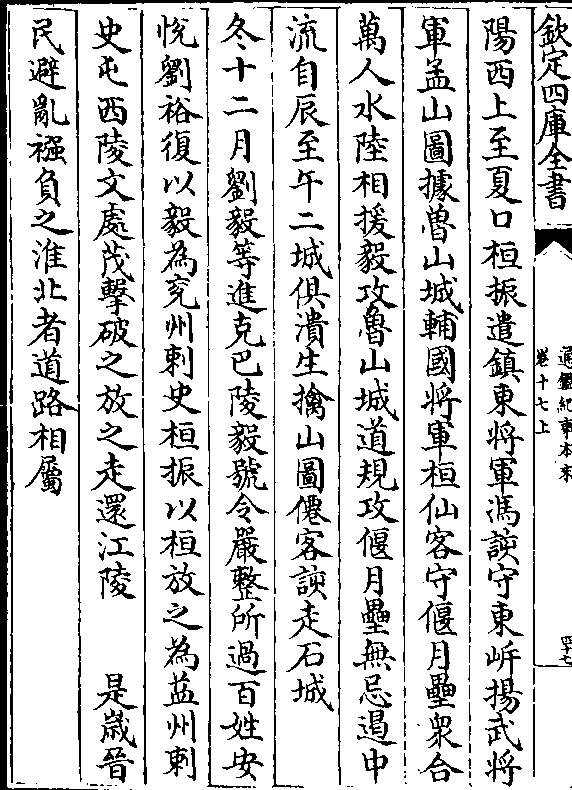 欽定四庫全書
通鑑紀事本末
卷十七上
四十七
陽西上至夏口桓振遣鎮東將軍馮該守東岍揚武將
軍孟山圖據魯山城輔國將軍桓仙客守偃月壘衆合
萬人水陸相援毅攻魯山城道規攻偃月壘無忌遏中
流自辰至午二城俱潰生擒山圖僊客該走石城
冬十二月劉毅等進克巴陵毅號令嚴整所過百姓安
悅劉裕復以毅為兖州刺史桓振以桓放之為益州刺
史屯西陵文處茂擊破之放之走還江陵　是歲晉
民避亂襁負之淮北者道路相屬